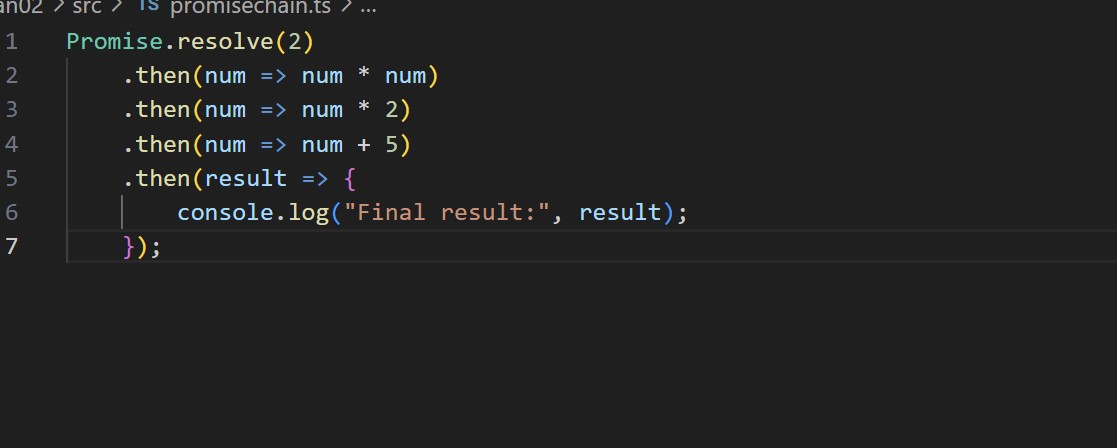 an02 > src > TS promisechain.ts > ...
1 Promise.resolve(2)
2 .then(num => num * num)
3 .then(num => num * 2)
4 .then(num => num + 5)
5 .then(result => {
6 console.log("Final result:", result);
7 });